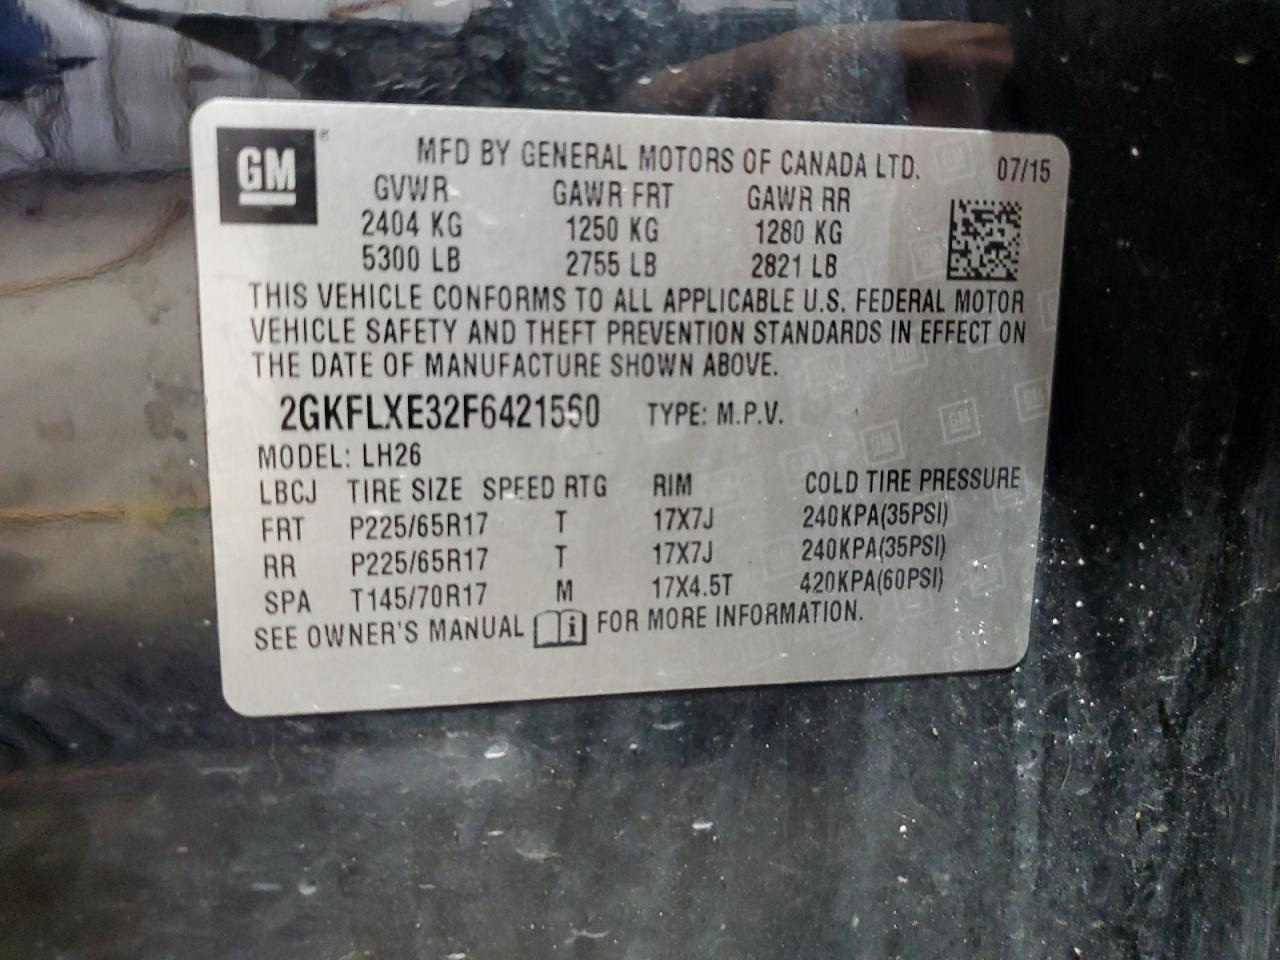 GM ®
MFD BY GENERAL MOTORS OF CANADA LTD. 07/15
GVWR GAWR FRT GAWR RR
2404 KG 1250 KG 1280 KG
5300 LB 2755 LB 2821 LB
THIS VEHICLE CONFORMS TO ALL APPLICABLE U.S. FEDERAL MOTOR
VEHICLE SAFETY AND THEFT PREVENTION STANDARDS IN EFFECT ON
THE DATE OF MANUFACTURE SHOWN ABOVE.
2GKFLXE32F6421560 TYPE: M.P.V.
MODEL: LH26
LBCJ TIRE SIZE SPEED RTG RIM COLD TIRE PRESSURE
FRT P225/65R17 T 17X7J 240KPA(35PSI)
RR P225/65R17 T 17X7J 240KPA(35PSI)
SPA T145/70R17 M 17X4.5T 420KPA(60PSI)
SEE OWNER'S MANUAL i FOR MORE INFORMATION.